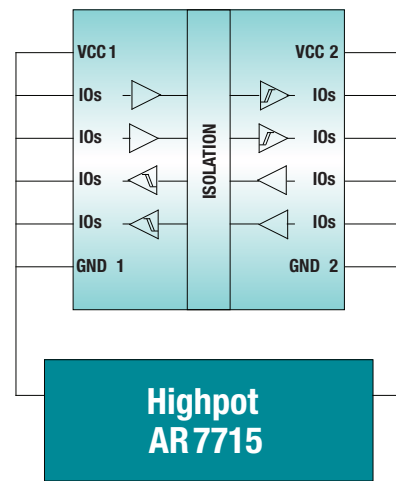 VCC 1 VCC 2
IOs IOs
IOs IOs
IOs IOs
IOs IOs
GND 1 GND 2
ISOLATION
Highpot
AR 7715